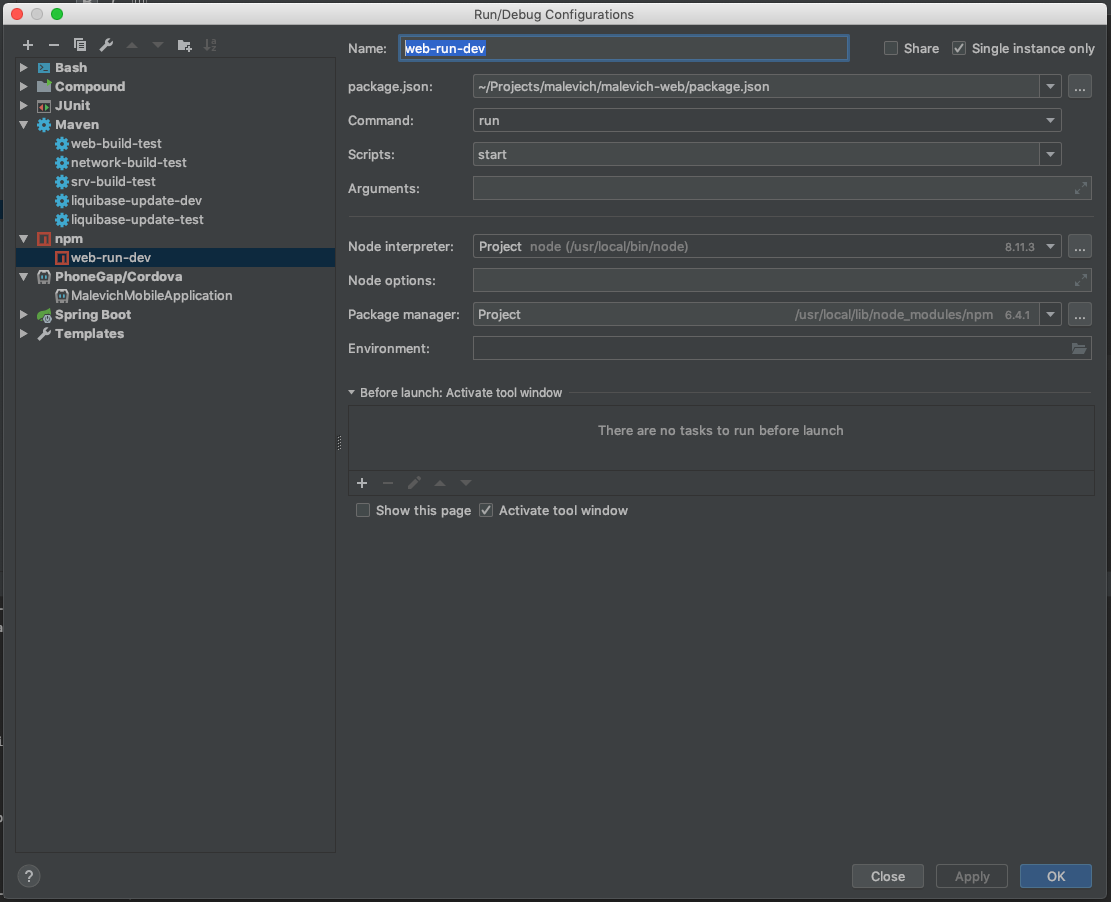 Run/Debug Configurations
Bash
Compound
JUnit
Maven
web-build-test
network-build-test
srv-build-test
liquibase-update-dev
liquibase-update-test
npm
web-run-dev
PhoneGap/Cordova
MalevichMobileApplication
Spring Boot
Templates
Name: web-run-dev Share Single instance only
package.json: ~/Projects/malevich/malevich-web/package.json ...
Command: run
Scripts: start
Arguments:
Node interpreter: Project node (/usr/local/bin/node) 8.11.3 ...
Node options:
Package manager: Project /usr/local/lib/node_modules/npm 6.4.1 ...
Environment:
Before launch: Activate tool window
There are no tasks to run before launch
Show this page Activate tool window
? Close Apply OK